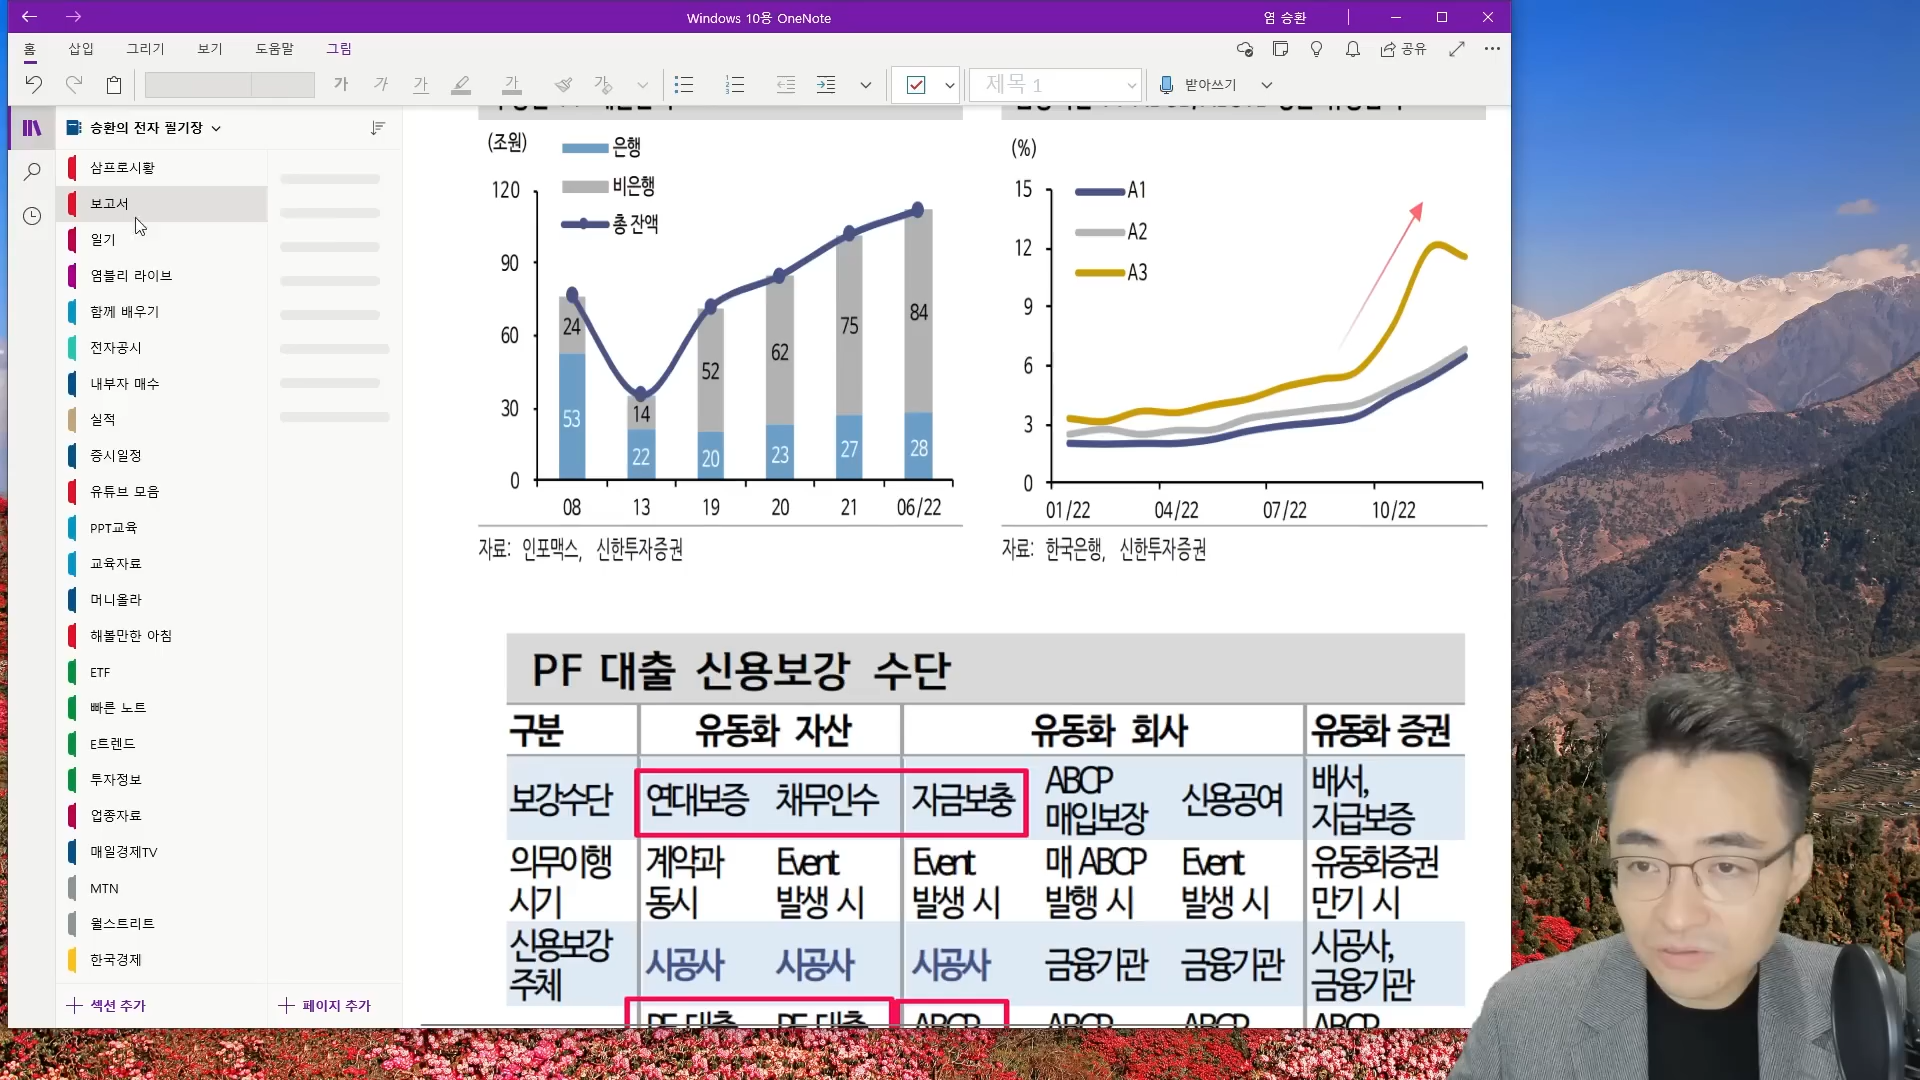 Windows 10용 OneNote
염 승환
홈 삽입 그리기 보기 도움말 그림
공유
가 가 가 가 가
제목 1
받아쓰기
승환의 전자 필기장
삼프로시황
보고서
일기
염블리 라이브
함께 배우기
전자공시
내부자 매수
실적
증시일정
유튜브 모음
PPT교육
교육자료
머니올라
해볼만한 아침
ETF
빠른 노트
E트렌드
투자정보
업종자료
매일경제TV
MTN
월스트리트
한국경제
섹션 추가
페이지 추가
(조원)
은행
비은행
총 잔액
120
90
60
30
0
24 14 52 62 75 84
53 22 20 23 27 28
08 13 19 20 21 06/22
자료: 인포맥스, 신한투자증권
(%)
A1
A2
A3
15
12
9
6
3
0
01/22 04/22 07/22 10/22
자료: 한국은행, 신한투자증권
PF 대출 신용보강 수단
구분 유동화 자산 유동화 회사 유동화 증권
보강수단 연대보증 채무인수 자금보충 ABCP 매입보장 신용공여 배서, 지급보증
의무이행 시기 계약과 동시 Event 발생 시 Event 발생 시 매 ABCP 발행 시 Event 발생 시 유동화증권 만기 시
신용보강 주체 시공사 시공사 시공사 금융기관 금융기관 시공사, 금융기관
PF 대출 PF 대출 ABCP ABCP ABCP ABCP